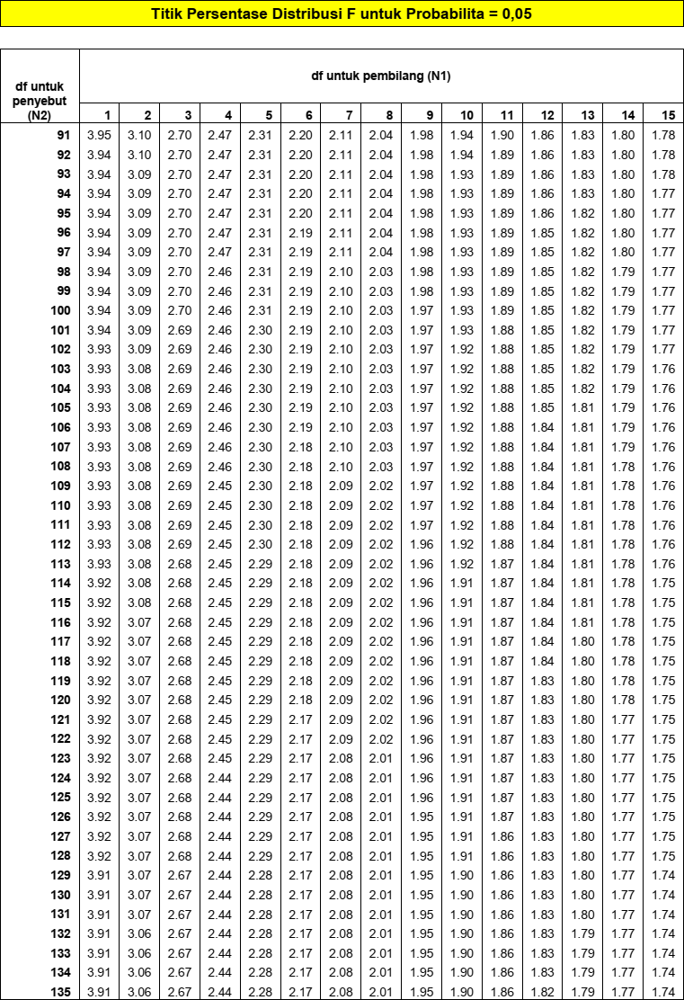 Titik Persentase Distribusi F untuk Probabilita = 0,05
df untuk penyebut (N2)
df untuk pembilang (N1)
1 2 3 4 5 6 7 8 9 10 11 12 13 14 15
91 3.95 3.10 2.70 2.47 2.31 2.20 2.11 2.04 1.98 1.94 1.90 1.86 1.83 1.80 1.78
92 3.94 3.10 2.70 2.47 2.31 2.20 2.11 2.04 1.98 1.94 1.89 1.86 1.83 1.80 1.78
93 3.94 3.09 2.70 2.47 2.31 2.20 2.11 2.04 1.98 1.93 1.89 1.86 1.83 1.80 1.78
94 3.94 3.09 2.70 2.47 2.31 2.20 2.11 2.04 1.98 1.93 1.89 1.86 1.83 1.80 1.77
95 3.94 3.09 2.70 2.47 2.31 2.20 2.11 2.04 1.98 1.93 1.89 1.86 1.82 1.80 1.77
96 3.94 3.09 2.70 2.47 2.31 2.19 2.11 2.04 1.98 1.93 1.89 1.85 1.82 1.80 1.77
97 3.94 3.09 2.70 2.47 2.31 2.19 2.11 2.04 1.98 1.93 1.89 1.85 1.82 1.80 1.77
98 3.94 3.09 2.70 2.46 2.31 2.19 2.10 2.03 1.98 1.93 1.89 1.85 1.82 1.79 1.77
99 3.94 3.09 2.70 2.46 2.31 2.19 2.10 2.03 1.98 1.93 1.89 1.85 1.82 1.79 1.77
100 3.94 3.09 2.70 2.46 2.31 2.19 2.10 2.03 1.97 1.93 1.89 1.85 1.82 1.79 1.77
101 3.94 3.09 2.69 2.46 2.30 2.19 2.10 2.03 1.97 1.93 1.88 1.85 1.82 1.79 1.77
102 3.93 3.09 2.69 2.46 2.30 2.19 2.10 2.03 1.97 1.92 1.88 1.85 1.82 1.79 1.77
103 3.93 3.08 2.69 2.46 2.30 2.19 2.10 2.03 1.97 1.92 1.88 1.85 1.82 1.79 1.76
104 3.93 3.08 2.69 2.46 2.30 2.19 2.10 2.03 1.97 1.92 1.88 1.85 1.82 1.79 1.76
105 3.93 3.08 2.69 2.46 2.30 2.19 2.10 2.03 1.97 1.92 1.88 1.85 1.81 1.79 1.76
106 3.93 3.08 2.69 2.46 2.30 2.19 2.10 2.03 1.97 1.92 1.88 1.84 1.81 1.79 1.76
107 3.93 3.08 2.69 2.46 2.30 2.18 2.10 2.03 1.97 1.92 1.88 1.84 1.81 1.79 1.76
108 3.93 3.08 2.69 2.46 2.30 2.18 2.10 2.03 1.97 1.92 1.88 1.84 1.81 1.78 1.76
109 3.93 3.08 2.69 2.45 2.30 2.18 2.09 2.02 1.97 1.92 1.88 1.84 1.81 1.78 1.76
110 3.93 3.08 2.69 2.45 2.30 2.18 2.09 2.02 1.97 1.92 1.88 1.84 1.81 1.78 1.76
111 3.93 3.08 2.69 2.45 2.30 2.18 2.09 2.02 1.97 1.92 1.88 1.84 1.81 1.78 1.76
112 3.93 3.08 2.69 2.45 2.30 2.18 2.09 2.02 1.96 1.92 1.88 1.84 1.81 1.78 1.76
113 3.93 3.08 2.68 2.45 2.29 2.18 2.09 2.02 1.96 1.92 1.87 1.84 1.81 1.78 1.76
114 3.92 3.08 2.68 2.45 2.29 2.18 2.09 2.02 1.96 1.91 1.87 1.84 1.81 1.78 1.75
115 3.92 3.08 2.68 2.45 2.29 2.18 2.09 2.02 1.96 1.91 1.87 1.84 1.81 1.78 1.75
116 3.92 3.07 2.68 2.45 2.29 2.18 2.09 2.02 1.96 1.91 1.87 1.84 1.81 1.78 1.75
117 3.92 3.07 2.68 2.45 2.29 2.18 2.09 2.02 1.96 1.91 1.87 1.84 1.80 1.78 1.75
118 3.92 3.07 2.68 2.45 2.29 2.18 2.09 2.02 1.96 1.91 1.87 1.84 1.80 1.78 1.75
119 3.92 3.07 2.68 2.45 2.29 2.18 2.09 2.02 1.96 1.91 1.87 1.83 1.80 1.78 1.75
120 3.92 3.07 2.68 2.45 2.29 2.18 2.09 2.02 1.96 1.91 1.87 1.83 1.80 1.78 1.75
121 3.92 3.07 2.68 2.45 2.29 2.17 2.09 2.02 1.96 1.91 1.87 1.83 1.80 1.77 1.75
122 3.92 3.07 2.68 2.45 2.29 2.17 2.09 2.02 1.96 1.91 1.87 1.83 1.80 1.77 1.75
123 3.92 3.07 2.68 2.45 2.29 2.17 2.08 2.01 1.96 1.91 1.87 1.83 1.80 1.77 1.75
124 3.92 3.07 2.68 2.44 2.29 2.17 2.08 2.01 1.96 1.91 1.87 1.83 1.80 1.77 1.75
125 3.92 3.07 2.68 2.44 2.29 2.17 2.08 2.01 1.96 1.91 1.87 1.83 1.80 1.77 1.75
126 3.92 3.07 2.68 2.44 2.29 2.17 2.08 2.01 1.95 1.91 1.87 1.83 1.80 1.77 1.75
127 3.92 3.07 2.68 2.44 2.29 2.17 2.08 2.01 1.95 1.91 1.86 1.83 1.80 1.77 1.75
128 3.92 3.07 2.68 2.44 2.29 2.17 2.08 2.01 1.95 1.91 1.86 1.83 1.80 1.77 1.75
129 3.91 3.07 2.67 2.44 2.28 2.17 2.08 2.01 1.95 1.90 1.86 1.83 1.80 1.77 1.74
130 3.91 3.07 2.67 2.44 2.28 2.17 2.08 2.01 1.95 1.90 1.86 1.83 1.80 1.77 1.74
131 3.91 3.07 2.67 2.44 2.28 2.17 2.08 2.01 1.95 1.90 1.86 1.83 1.80 1.77 1.74
132 3.91 3.06 2.67 2.44 2.28 2.17 2.08 2.01 1.95 1.90 1.86 1.83 1.79 1.77 1.74
133 3.91 3.06 2.67 2.44 2.28 2.17 2.08 2.01 1.95 1.90 1.86 1.83 1.79 1.77 1.74
134 3.91 3.06 2.67 2.44 2.28 2.17 2.08 2.01 1.95 1.90 1.86 1.83 1.79 1.77 1.74
135 3.91 3.06 2.67 2.44 2.28 2.17 2.08 2.01 1.95 1.90 1.86 1.82 1.79 1.77 1.74